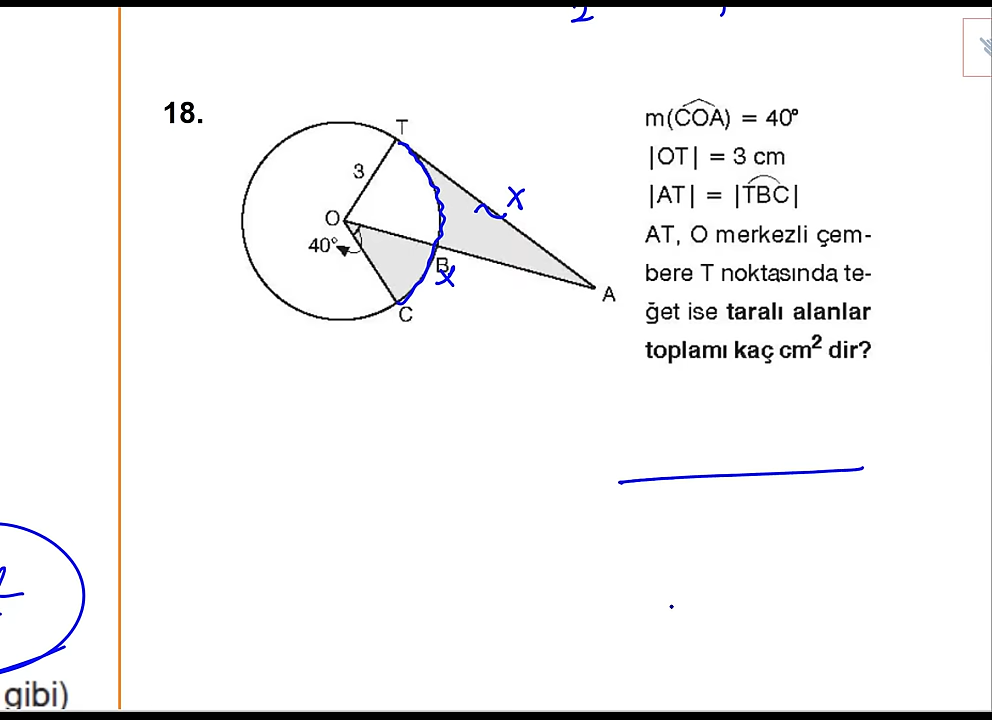 2
18.
T
3
x
O
40°
B
x
A
C
m(COA) = 40°
|OT| = 3 cm
|AT| = |TBC|
AT, O merkezli çem-
bere T noktasında te-
ğet ise taralı alanlar
toplamı kaç cm² dir?
gibi)